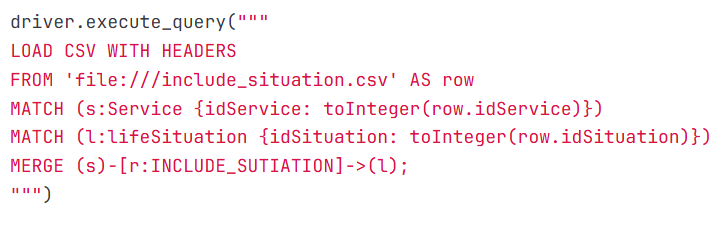 driver.execute_query("""
LOAD CSV WITH HEADERS
FROM 'file:///include_situation.csv' AS row
MATCH (s:Service {idService: toInteger(row.idService)})
MATCH (l:lifeSituation {idSituation: toInteger(row.idSituation)})
MERGE (s)-[r:INCLUDE_SUTIATION]->(l);
""")